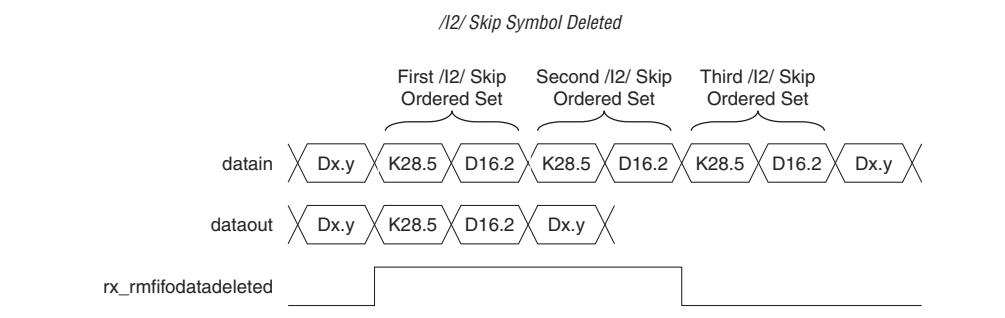 /I2/ Skip Symbol Deleted
First /I2/ Skip Second /I2/ Skip Third /I2/ Skip
Ordered Set Ordered Set Ordered Set
datain Dx.y K28.5 D16.2 K28.5 D16.2 K28.5 D16.2 Dx.y
dataout Dx.y K28.5 D16.2 Dx.y
rx_rmfifodatadeleted